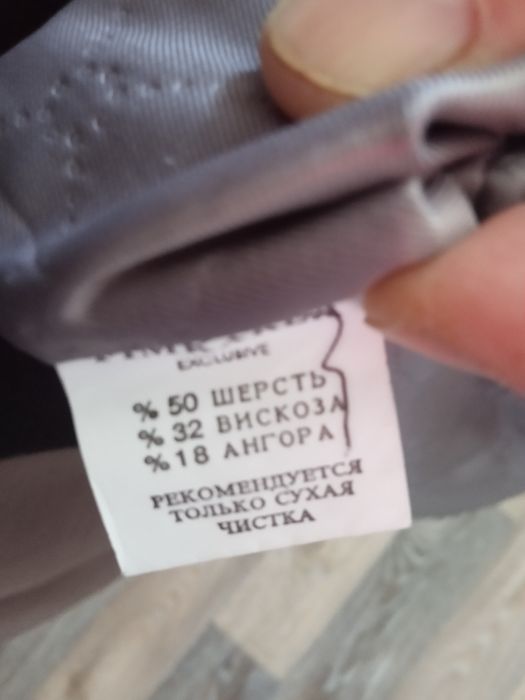 EXCLUSIVE
% 50 ШЕРСТЬ
% 32 ВИСКОЗА
% 18 АНГОРА
РЕКОМЕНДУЕТСЯ
ТОЛЬКО СУХАЯ
ЧИСТКА